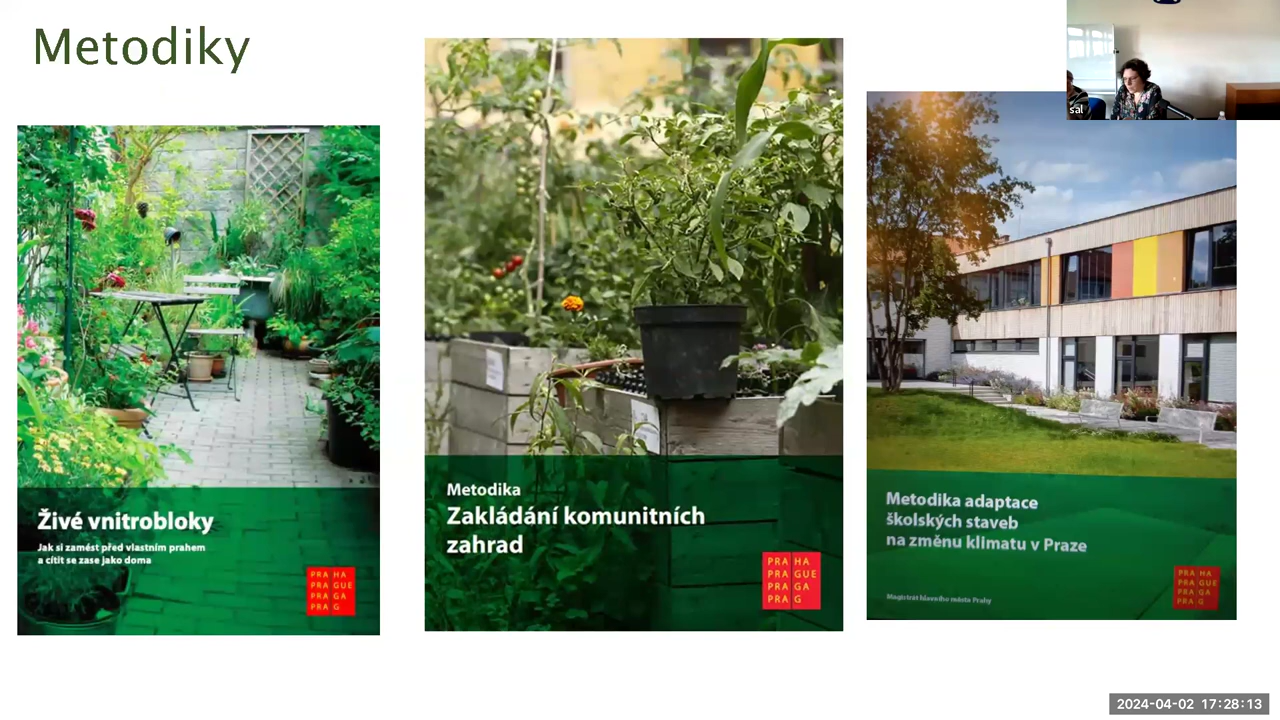 Metodiky
Živé vnitrobloky
Jak si zamést před vlastním prahem
a cítit se zase jako doma
PRA HA
PRA GUE
PRA GA
PRA G
Metodika
Zakládání komunitních
zahrad
PRA HA
PRA GUE
PRA GA
PRA G
Metodika adaptace
školských staveb
na změnu klimatu v Praze
Magistrát hlavního města Prahy
PRA HA
PRA GUE
PRA GA
PRA G
sál
2024-04-02 17:28:13